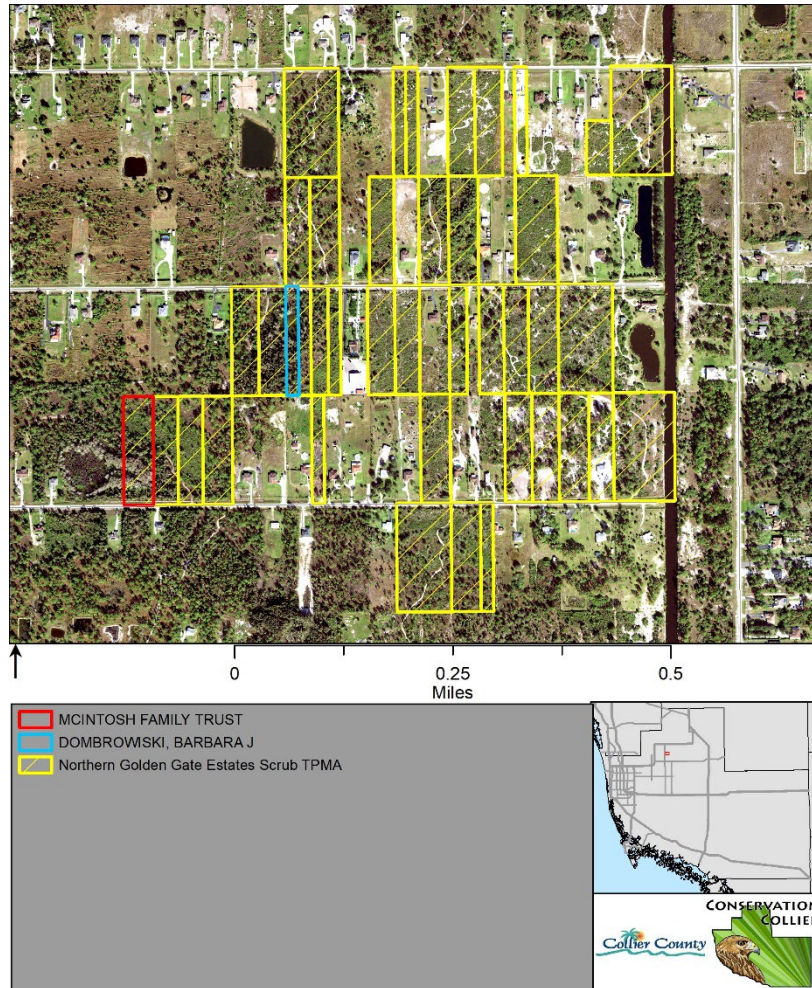 0 0.25 0.5
Miles
MCINTOSH FAMILY TRUST
DOMBROWISKI, BARBARA J
Northern Golden Gate Estates Scrub TPMA
CONSERVATION
COLLIER
Collier County